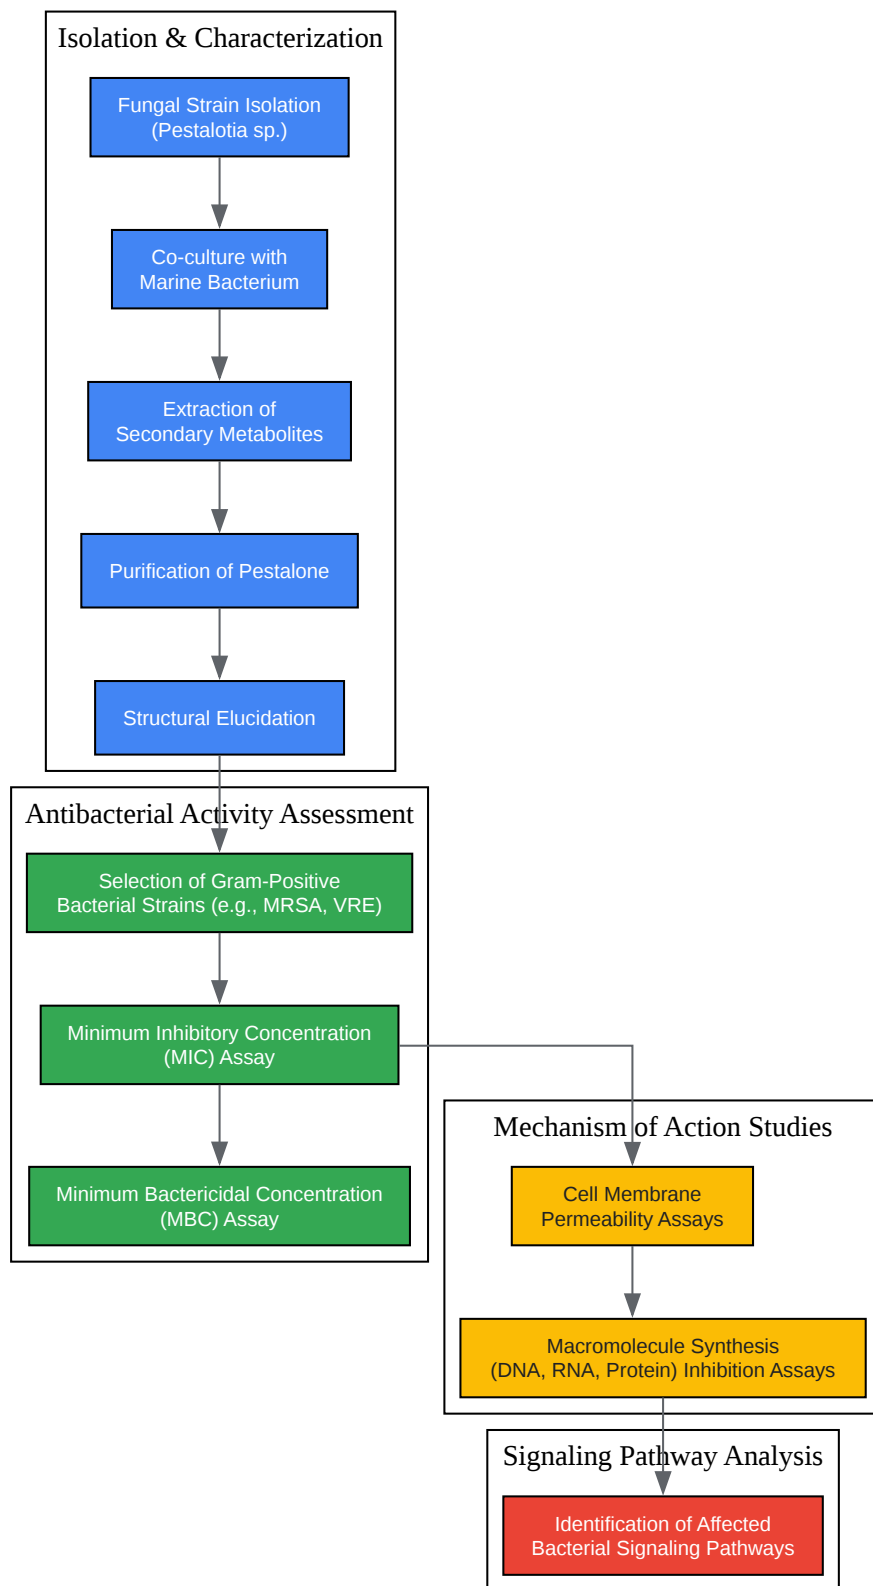 Isolation & Characterization
Fungal Strain Isolation
(Pestalotia sp.)
Co-culture with
Marine Bacterium
Extraction of
Secondary Metabolites
Purification of Pestalone
Structural Elucidation
Antibacterial Activity Assessment
Selection of Gram-Positive
Bacterial Strains (e.g., MRSA, VRE)
Minimum Inhibitory Concentration
(MIC) Assay
Minimum Bactericidal Concentration
(MBC) Assay
Mechanism of Action Studies
Cell Membrane
Permeability Assays
Macromolecule Synthesis
(DNA, RNA, Protein) Inhibition Assays
Signaling Pathway Analysis
Identification of Affected
Bacterial Signaling Pathways